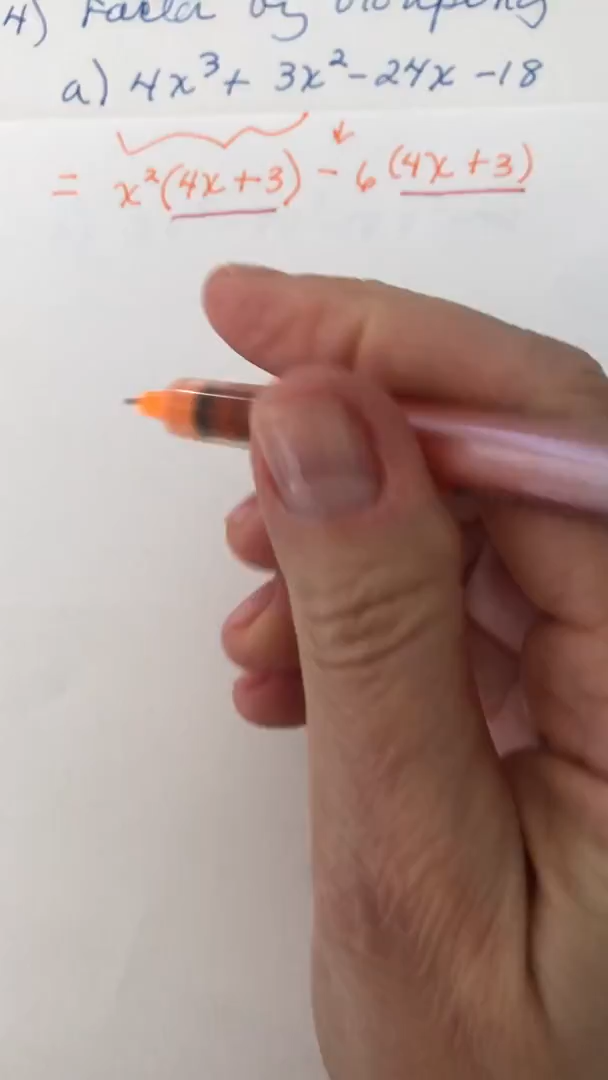 4) Factor by Grouping
a) 4x³ + 3x² - 24x - 18
= x²(4x + 3) - 6(4x + 3)